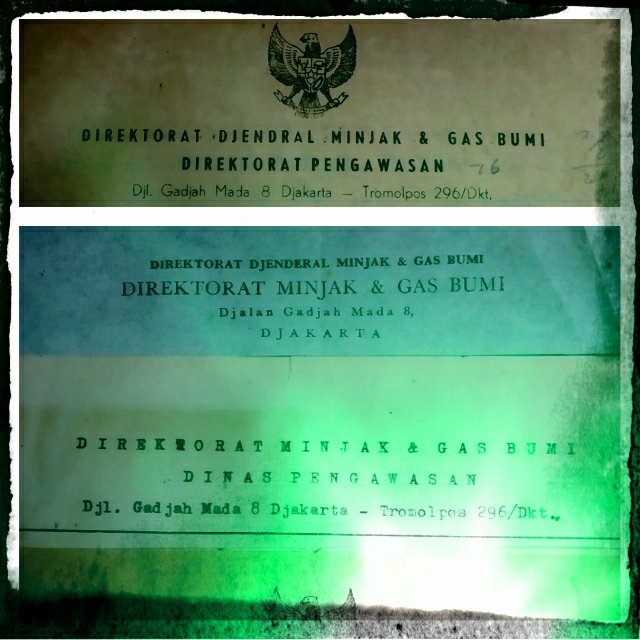 DIREKTORAT DJENDRAL MINJAK & GAS BUMI
DIREKTORAT PENGAWASAN
Djl. Gadjah Mada 8 Djakarta — Tromolpos 296/Dkt.
DIREKTORAT DJENDERAL MINJAK & GAS BUMI
DIREKTORAT MINJAK & GAS BUMI
Djalan Gadjah Mada 8,
DJAKARTA
DIREKTORAT MINJAK & GAS BUMI
DINAS PENGAWASAN
Djl. Gadjah Mada 8 Djakarta - Tromolpos 296/Dkt.,